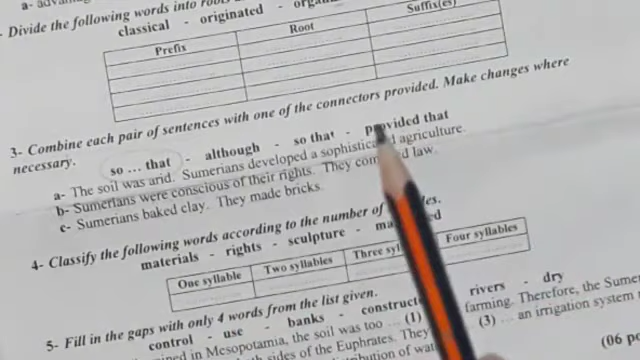 a- advantag
Divide the following words into roots
classical - originated - organ
Prefix Root Suffix(es)
3- Combine each pair of sentences with one of the connectors provided. Make changes where
necessary.
so ... that - although - so that - provided that
a- The soil was arid. Sumerians developed a sophisticated agriculture.
b- Sumerians were conscious of their rights. They law.
c- Sumerians baked clay. They made bricks.
4- Classify the following words according to the number of
materials - rights - sculpture -
One syllable Two syllables Three syl Four syllables
5- Fill in the gaps with only 4 words from the list given.
control - use - banks - construct rivers - dry
in Mesopotamia, the soil was too ... (1) farming. Therefore, the Sumer
sides of the Euphrates. They (3) ... an irrigation system
of wat
(06 po